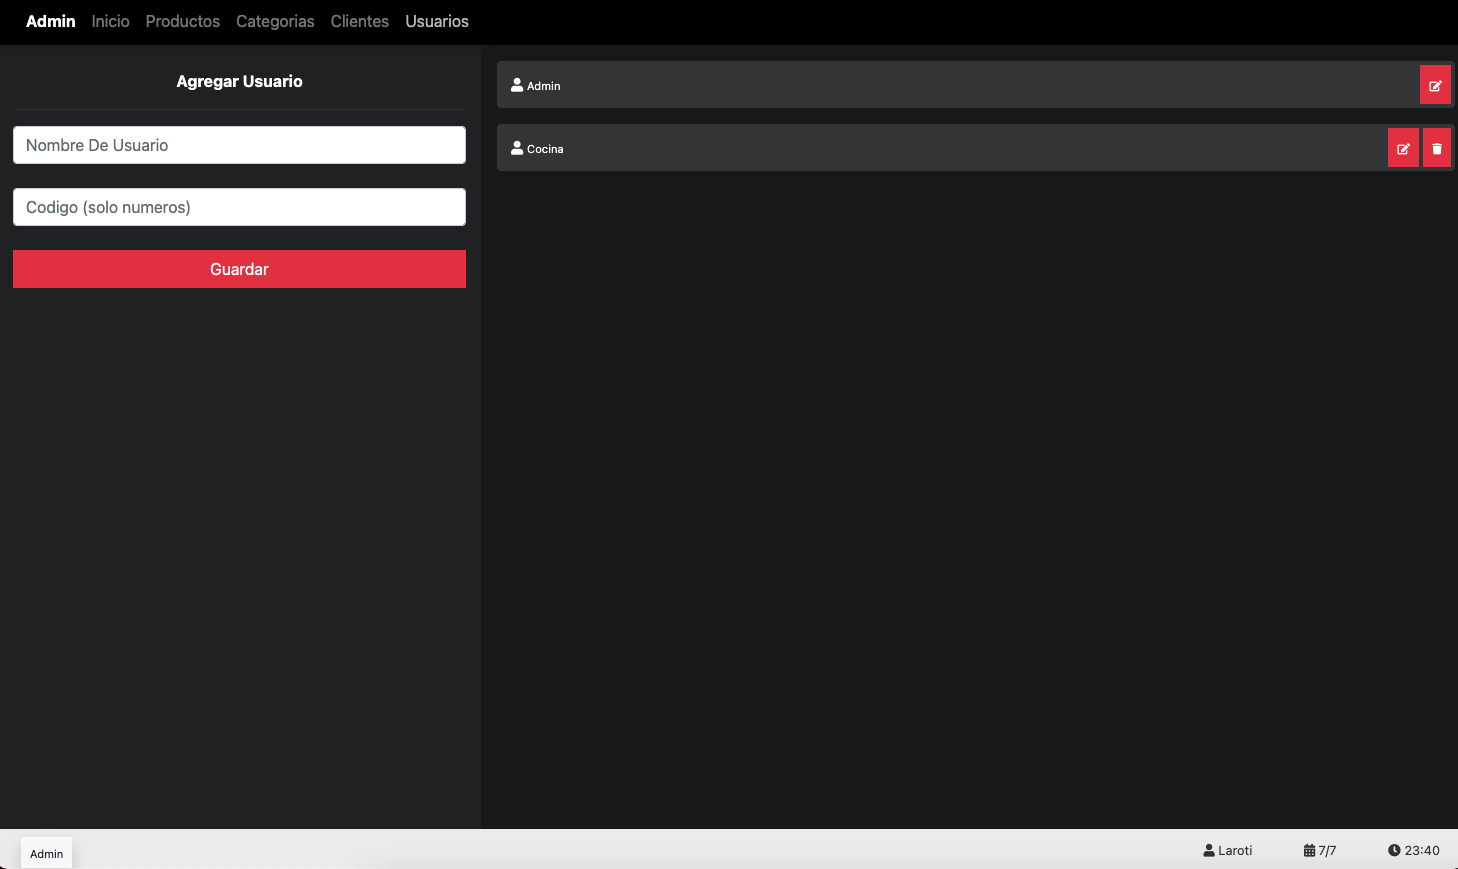 Admin Inicio Productos Categorias Clientes Usuarios
Agregar Usuario
Nombre De Usuario
Codigo (solo numeros)
Guardar
Admin
Cocina
Admin
Laroti 7/7 23:40